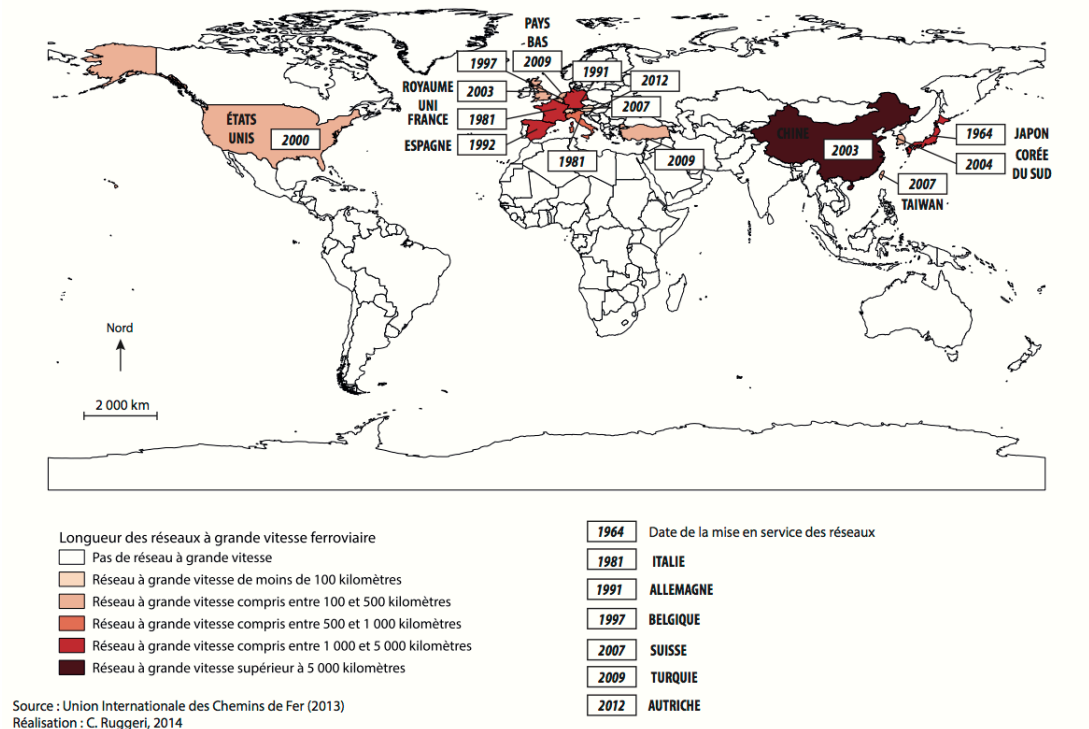 PAYS
BAS
1997
2009
1991
2012
ROYAUME
UNI
2003
2007
FRANCE
1981
ESPAGNE
1992
1981
2009
ÉTATS
UNIS
2000
CHINE
2003
1964
JAPON
2004
CORÉE
DU SUD
2007
TAIWAN
Nord
2 000 km
Longueur des réseaux à grande vitesse ferroviaire
Pas de réseau à grande vitesse
Réseau à grande vitesse de moins de 100 kilomètres
Réseau à grande vitesse compris entre 100 et 500 kilomètres
Réseau à grande vitesse compris entre 500 et 1 000 kilomètres
Réseau à grande vitesse compris entre 1 000 et 5 000 kilomètres
Réseau à grande vitesse supérieur à 5 000 kilomètres
1964 Date de la mise en service des réseaux
1981 ITALIE
1991 ALLEMAGNE
1997 BELGIQUE
2007 SUISSE
2009 TURQUIE
2012 AUTRICHE
Source : Union Internationale des Chemins de Fer (2013)
Réalisation : C. Ruggeri, 2014